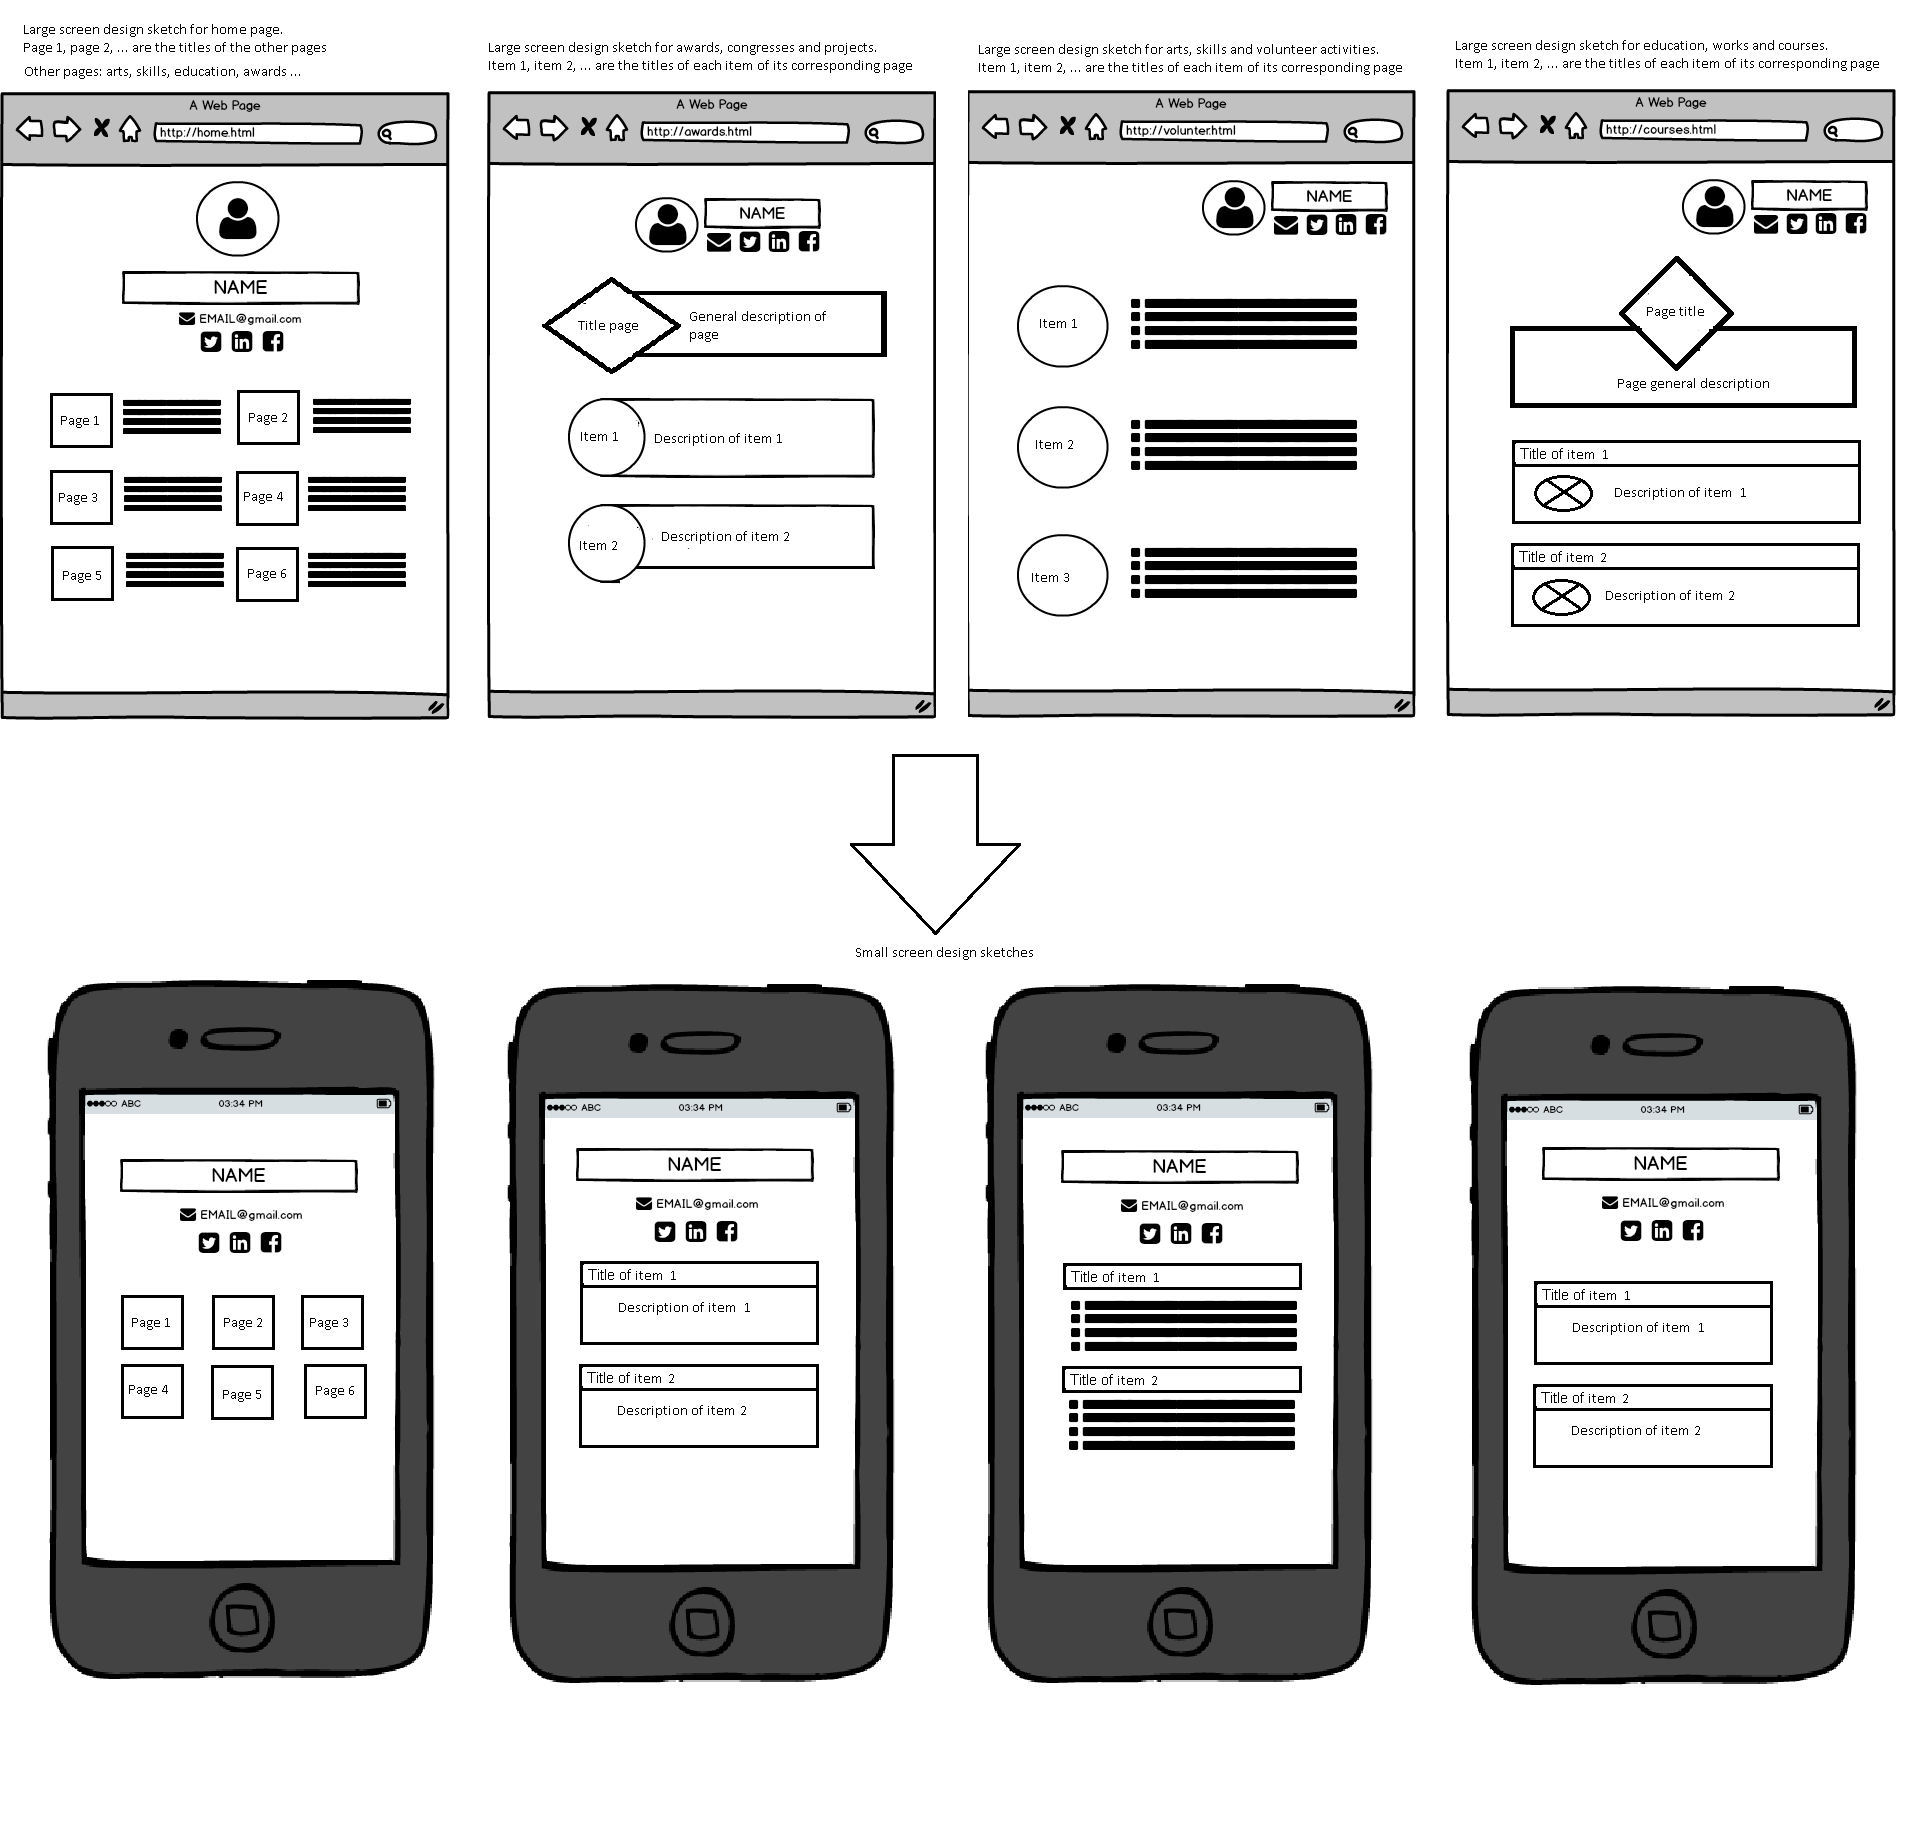 Large screen design sketch for home page.
Page 1, page 2, ... are the titles of the other pages
Other pages: arts, skills, education, awards ...
Large screen design sketch for awards, congresses and projects.
Item 1, item 2, ... are the titles of each item of its corresponding page
Large screen design sketch for arts, skills and volunteer activities.
Item 1, item 2, ... are the titles of each item of its corresponding page
Large screen design sketch for education, works and courses.
Item 1, item 2, ... are the titles of each item of its corresponding page
A Web Page
http://home.html
NAME
EMAIL@gmail.com
in
Page 1
Page 2
Page 3
Page 4
Page 5
Page 6
A Web Page
http://awards.html
NAME
in
Title page
General description of
page
Item 1
Description of item 1
Item 2
Description of item 2
A Web Page
http://volunter.html
NAME
in
Item 1
Item 2
Item 3
A Web Page
http://courses.html
NAME
in
Page title
Page general description
Title of item 1
Description of item 1
Title of item 2
Description of item 2
Small screen design sketches
ABC 03:34 PM
NAME
EMAIL@gmail.com
in
Page 1 Page 2 Page 3
Page 4 Page 5 Page 6
ABC 03:34 PM
NAME
EMAIL@gmail.com
in
Title of item 1
Description of item 1
Title of item 2
Description of item 2
ABC 03:34 PM
NAME
EMAIL@gmail.com
in
Title of item 1
Title of item 2
ABC 03:34 PM
NAME
EMAIL@gmail.com
in
Title of item 1
Description of item 1
Title of item 2
Description of item 2